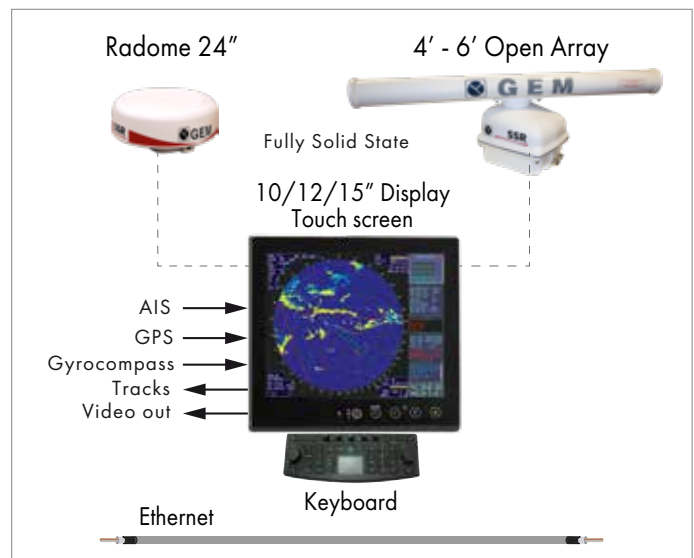 Radome 24”
4’ - 6’ Open Array
GEM
SSR
GEM
SSR
Fully Solid State
10/12/15” Display
Touch screen
AIS
GPS
Gyrocompass
Tracks
Video out
Keyboard
Ethernet